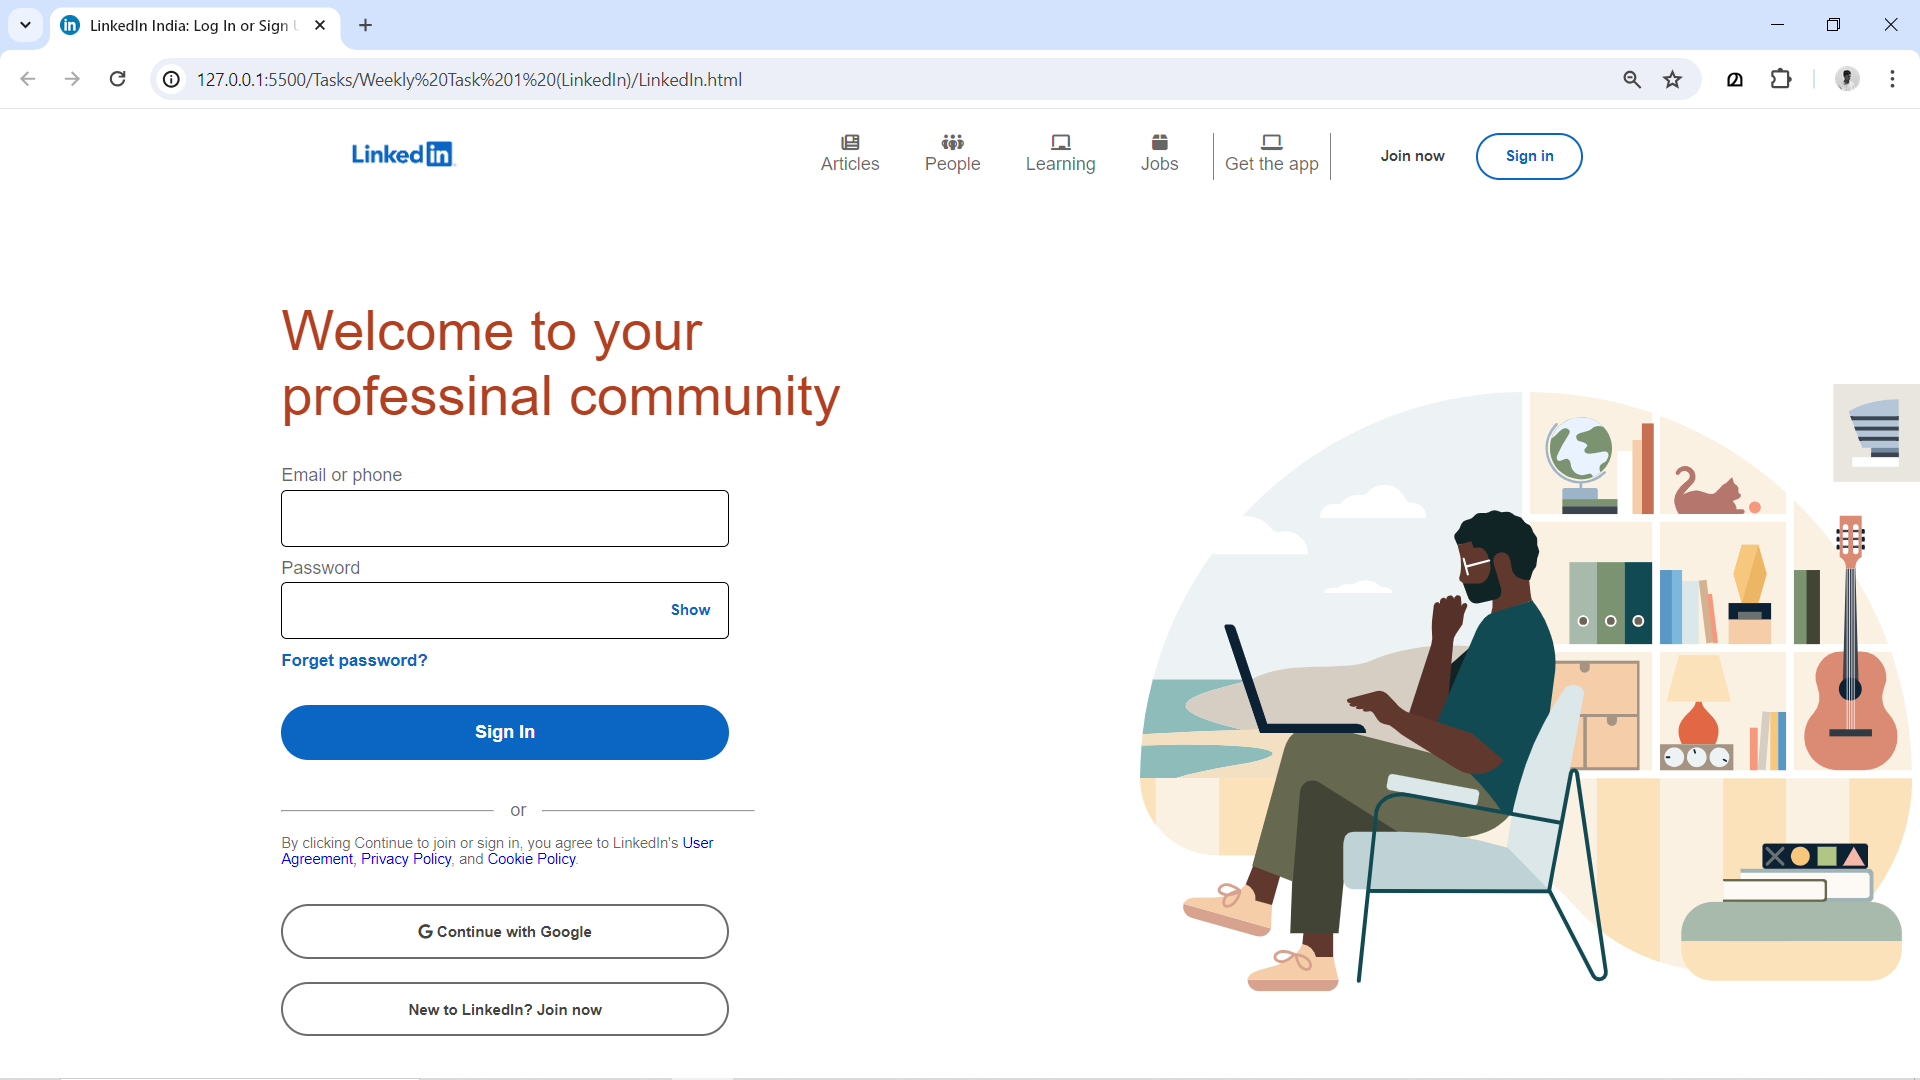 LinkedIn India: Log In or Sign U
127.0.0.1:5500/Tasks/Weekly%20Task%201%20(LinkedIn)/LinkedIn.html
Linked in
Articles
People
Learning
Jobs
Get the app
Join now
Sign in
Welcome to your
professinal community
Email or phone
Password
Show
Forget password?
Sign In
or
By clicking Continue to join or sign in, you agree to LinkedIn's User
Agreement, Privacy Policy, and Cookie Policy.
Continue with Google
New to LinkedIn? Join now